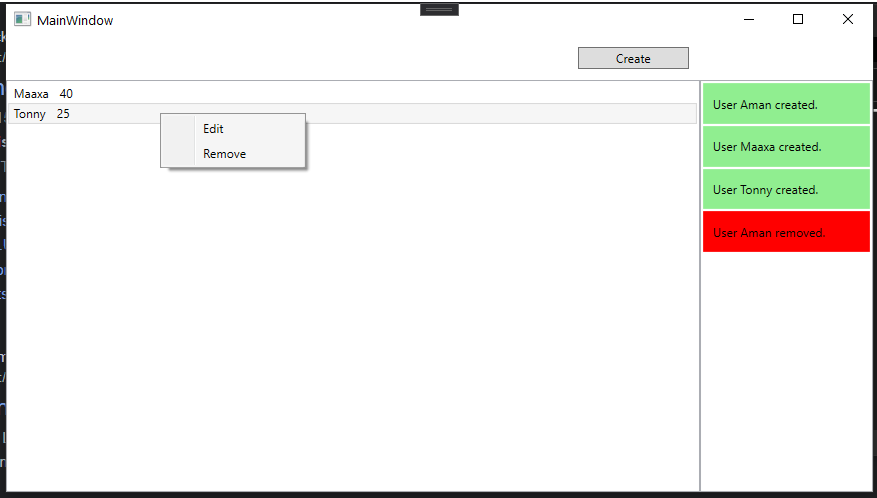 MainWindow
Create
Maaxa 40
Tonny 25
Edit
Remove
User Aman created.
User Maaxa created.
User Tonny created.
User Aman removed.